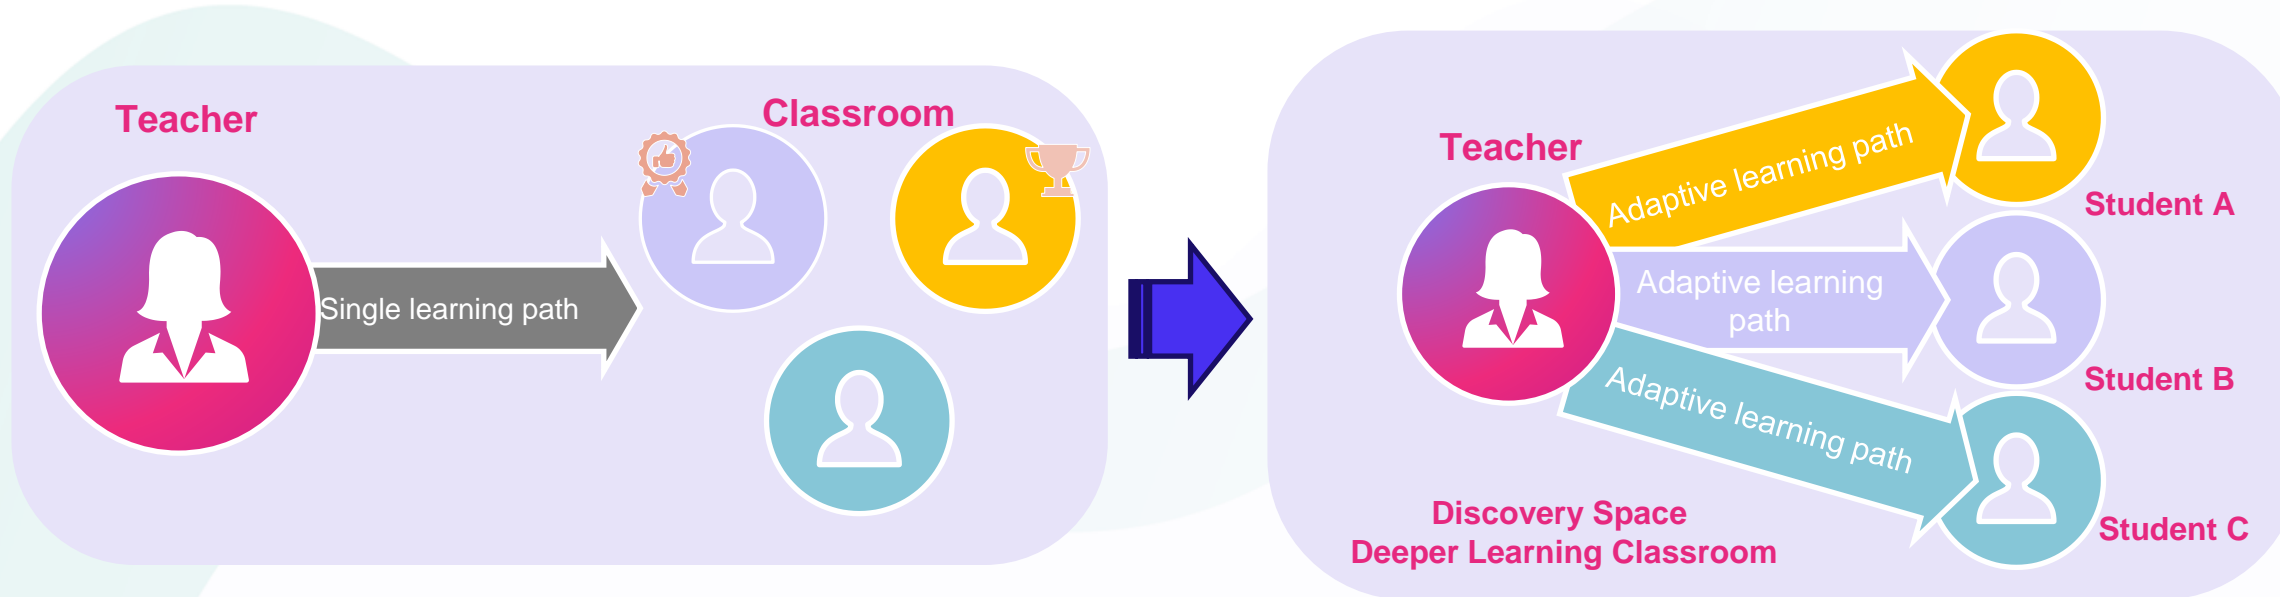 Teacher
Classroom
Single learning path
Teacher
Adaptive learning path
Student A
Adaptive learning
path
Student B
Adaptive learning path
Student C
Discovery Space
Deeper Learning Classroom